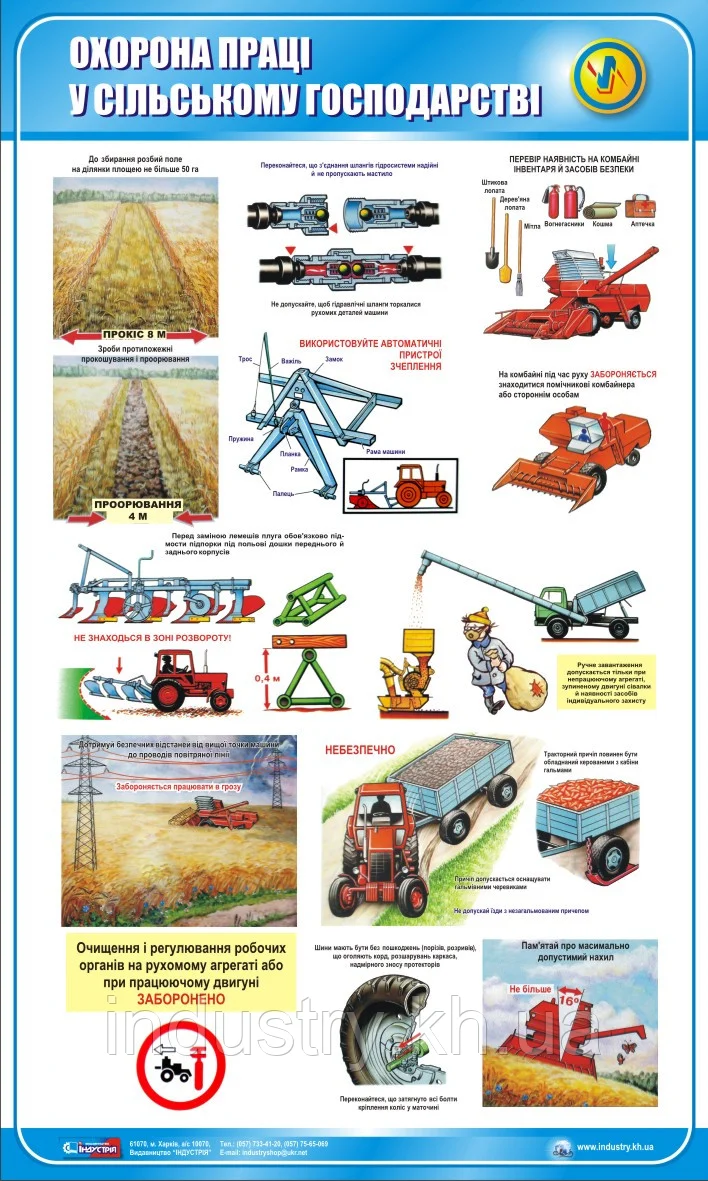 ОХОРОНА ПРАЦІ
У СІЛЬСЬКОМУ ГОСПОДАРСТВІ
До збирання розбий поле
на ділянки площею не більше 50 га
ПРОКІС 8 М
Зроби протипожежні
прокошування і проорювання
ПРООРЮВАННЯ
4 М
Переконайтеся, що з'єднання шлангів гідросистеми надійні
й не пропускають мастило
Не допускайте, щоб гідравлічні шланги торкалися
рухомих деталей машини
ВИКОРИСТОВУЙТЕ АВТОМАТИЧНІ
ПРИСТРОЇ
ЗЧЕПЛЕННЯ
Трос
Важіль
Замок
Пружина
Планка
Рамка
Рама машини
Палець
ПЕРЕВІР НАЯВНІСТЬ НА КОМБАЙНІ
ІНВЕНТАРЯ Й ЗАСОБІВ БЕЗПЕКИ
Штикова
лопата
Дерев'яна
лопата
Мітла
Вогнегасники
Кошма
Аптечка
На комбайні під час руху ЗАБОРОНЯЄТЬСЯ
знаходитися помічникові комбайнера
або стороннім особам
Перед заміною лемешів плуга обов'язково під-
мости підпорки під польові дошки переднього й
заднього корпусів
НЕ ЗНАХОДЬСЯ В ЗОНІ РОЗВОРОТУ!
0,4 м
Ручне завантаження
допускається тільки при
непрацюючому агрегаті,
зупиненому двигуні сівалки
й наявності засобів
індивідуального захисту
Дотримуй безпечних відстаней від вищої точки машини
до проводів повітряної лінії
Забороняється працювати в грозу
НЕБЕЗПЕЧНО
Тракторний причіп повинен бути
обладнаний керованими з кабіни
гальмами
Причіп допускається оснащувати
гальмівними черевиками
Не допускай їзди з незагальмованим причепом
Очищення і регулювання робочих
органів на рухомому агрегаті або
при працюючому двигуні
ЗАБОРОНЕНО
Шини мають бути без пошкоджень (порізів, розривів),
що оголяють корд, розшарувань каркаса,
надмірного зносу протекторів
Переконайтеся, що затягнуто всі болти
кріплення коліс у маточині
Пам'ятай про масимально
допустимий нахил
Не більше
16°
industry.kh.ua
ІНДУСТРІЯ
61070, м. Харків, а/с 10070,
Видавництво "ІНДУСТРІЯ"
Тел.: (057) 733-41-20, (057) 75-65-069
E-mail: industryshop@ukr.net
www.industry.kh.ua